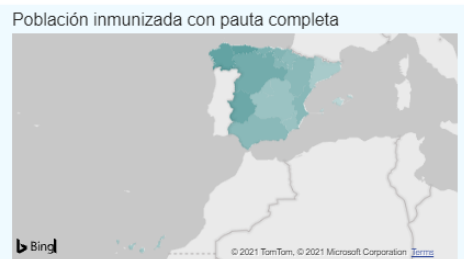 Población inmunizada con pauta completa
Bing
© 2021 TomTom, © 2021 Microsoft Corporation Terms